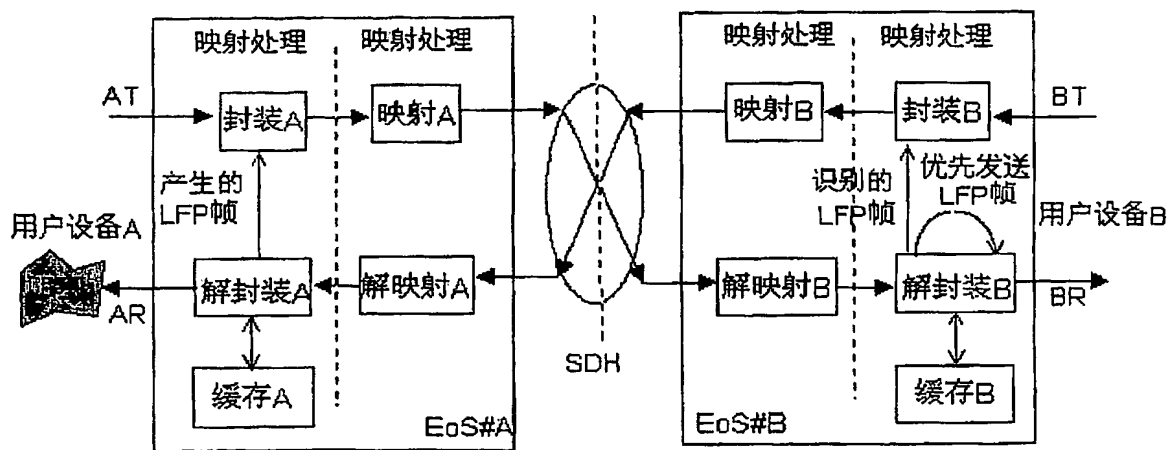 映射处理
映射处理
映射处理
映射处理
AT
封装A
映射A
映射B
封装B
BT
产生的
LFP帧
识别的
LFP帧
优先发送
LFP帧
用户设备A
用户设备B
解封装A
解映射A
解映射B
解封装B
AR
BR
SDH
缓存A
缓存B
EoS#A
EoS#B